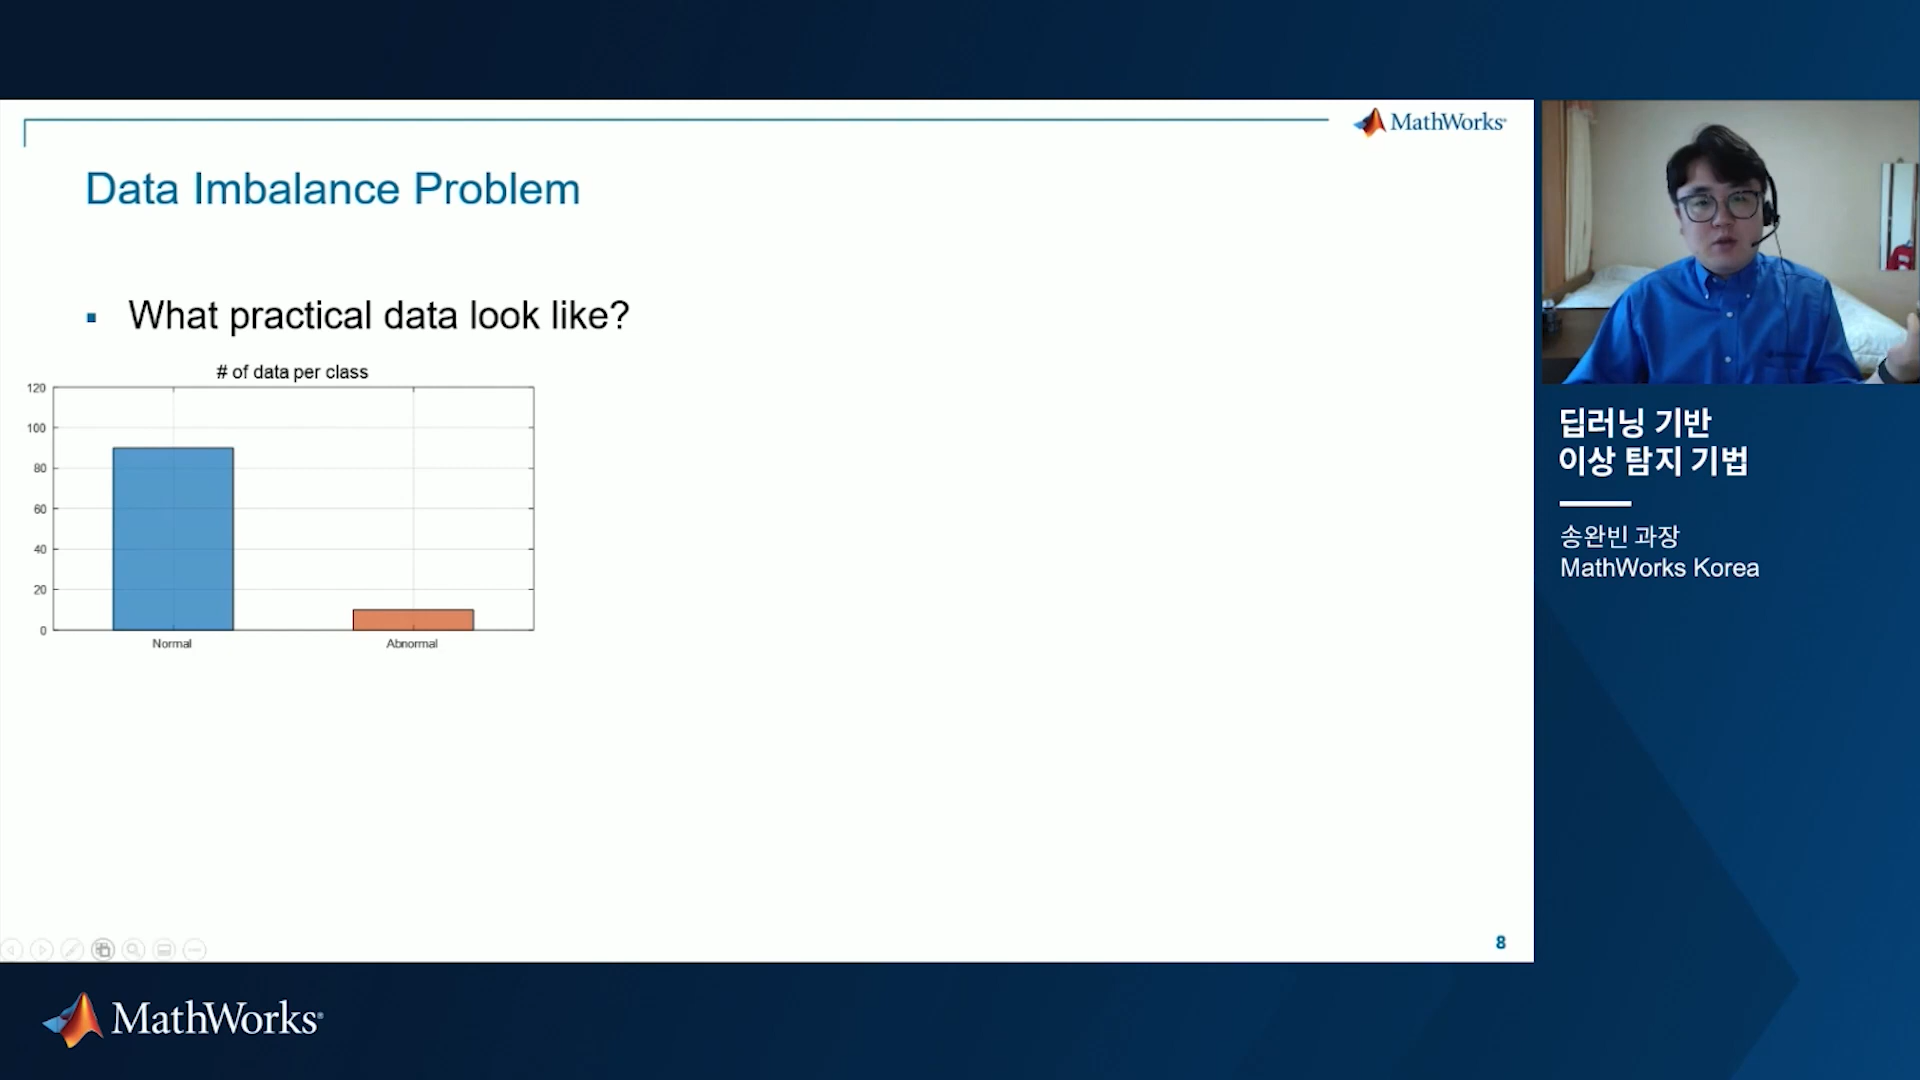 MathWorks®
Data Imbalance Problem
▪ What practical data look like?
# of data per class
120
100
80
60
40
20
0
Normal
Abnormal
8
딥러닝 기반
이상 탐지 기법
송완빈 과장
MathWorks Korea
MathWorks®